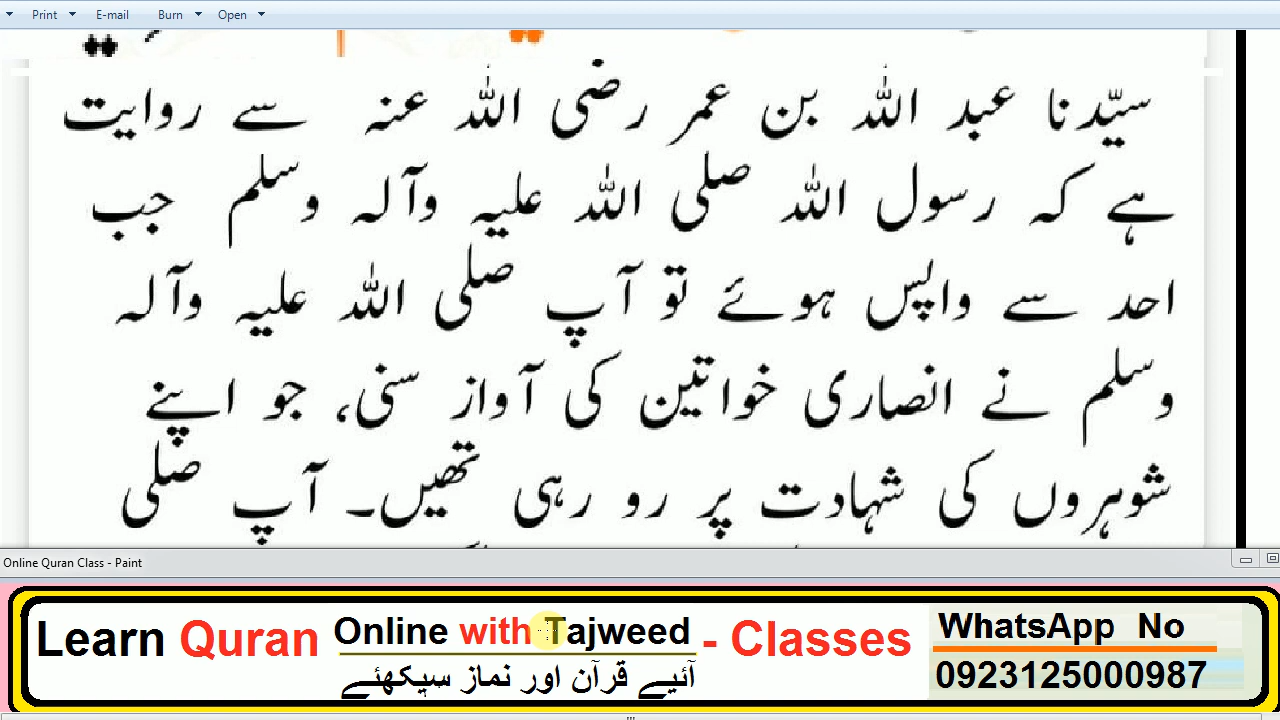 Print E-mail Burn Open
سیّدنا عبد اللہ بن عمر رضی اللہ عنہ سے روایت
ہے کہ رسول اللہ صلی اللہ علیہ وآلہ وسلم جب
احد سے واپس ہوئے تو آپ صلی اللہ علیہ وآلہ
وسلم نے انصاری خواتین کی آواز سنی، جو اپنے
شوہروں کی شہادت پر رو رہی تھیں۔ آپ صلی
Online Quran Class - Paint
Learn Quran Online with Tajweed - Classes
آئیے قرآن اور نماز سیکھئے
WhatsApp No
0923125000987